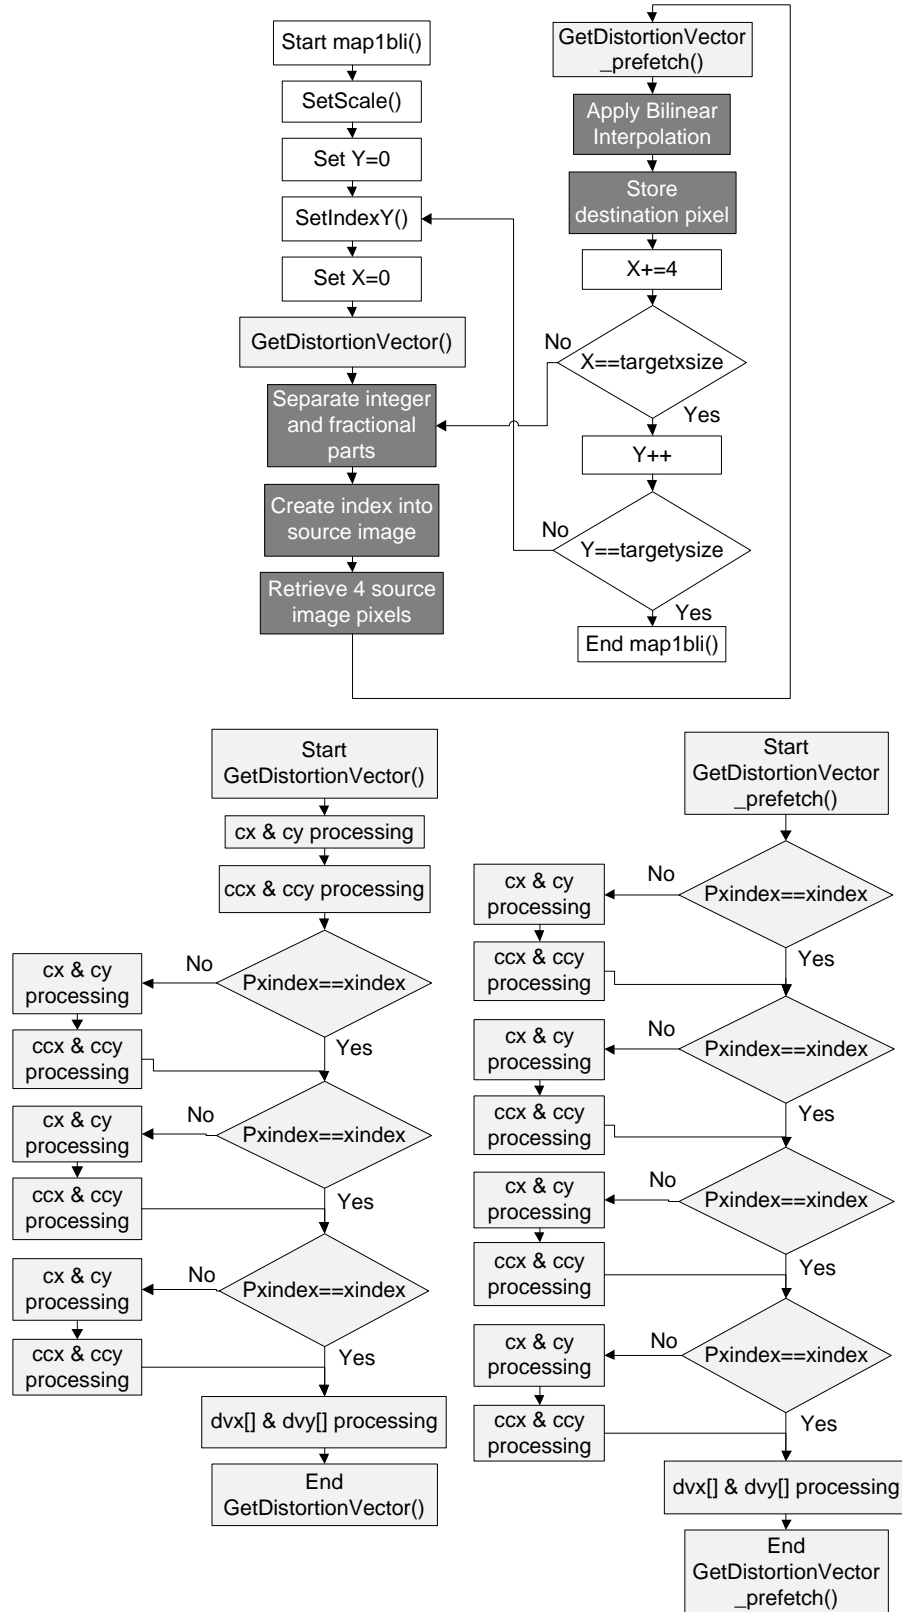 Start map1bli()
SetScale()
Set Y=0
SetIndexY()
Set X=0
GetDistortionVector()
Separate integer
and fractional
parts
Create index into
source image
Retrieve 4 source
image pixels
GetDistortionVector
_prefetch()
Apply Bilinear
Interpolation
Store
destination pixel
X+=4
No
X==targetxsize
Yes
Y++
No
Y==targetysize
Yes
End map1bli()
Start
GetDistortionVector()
cx & cy processing
ccx & ccy processing
No
Pxindex==xindex
cx & cy
processing
Yes
ccx & ccy
processing
No
Pxindex==xindex
cx & cy
processing
Yes
ccx & ccy
processing
No
Pxindex==xindex
cx & cy
processing
Yes
ccx & ccy
processing
dvx[] & dvy[] processing
End
GetDistortionVector()
Start
GetDistortionVector
_prefetch()
No
Pxindex==xindex
cx & cy
processing
Yes
ccx & ccy
processing
No
Pxindex==xindex
cx & cy
processing
Yes
ccx & ccy
processing
No
Pxindex==xindex
cx & cy
processing
Yes
ccx & ccy
processing
No
Pxindex==xindex
cx & cy
processing
Yes
ccx & ccy
processing
dvx[] & dvy[] processing
End
GetDistortionVector
_prefetch()